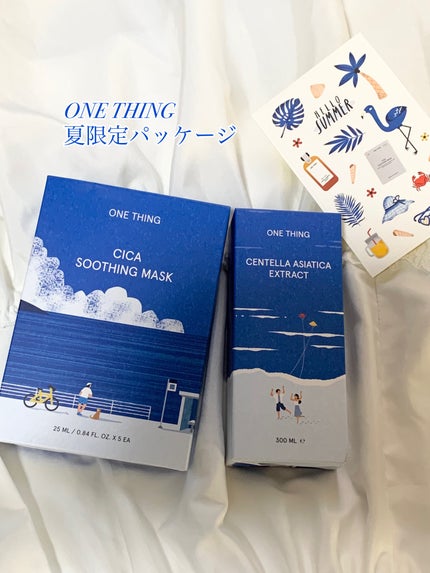 ONE THING
夏限定パッケージ
HELLO
SUMMER
ONE THING
CICA
SOOTHING MASK
25 ML / 0.84 FL. OZ. X 5 EA
ONE THING
CENTELLA ASIATICA
EXTRACT
300 ML ℮